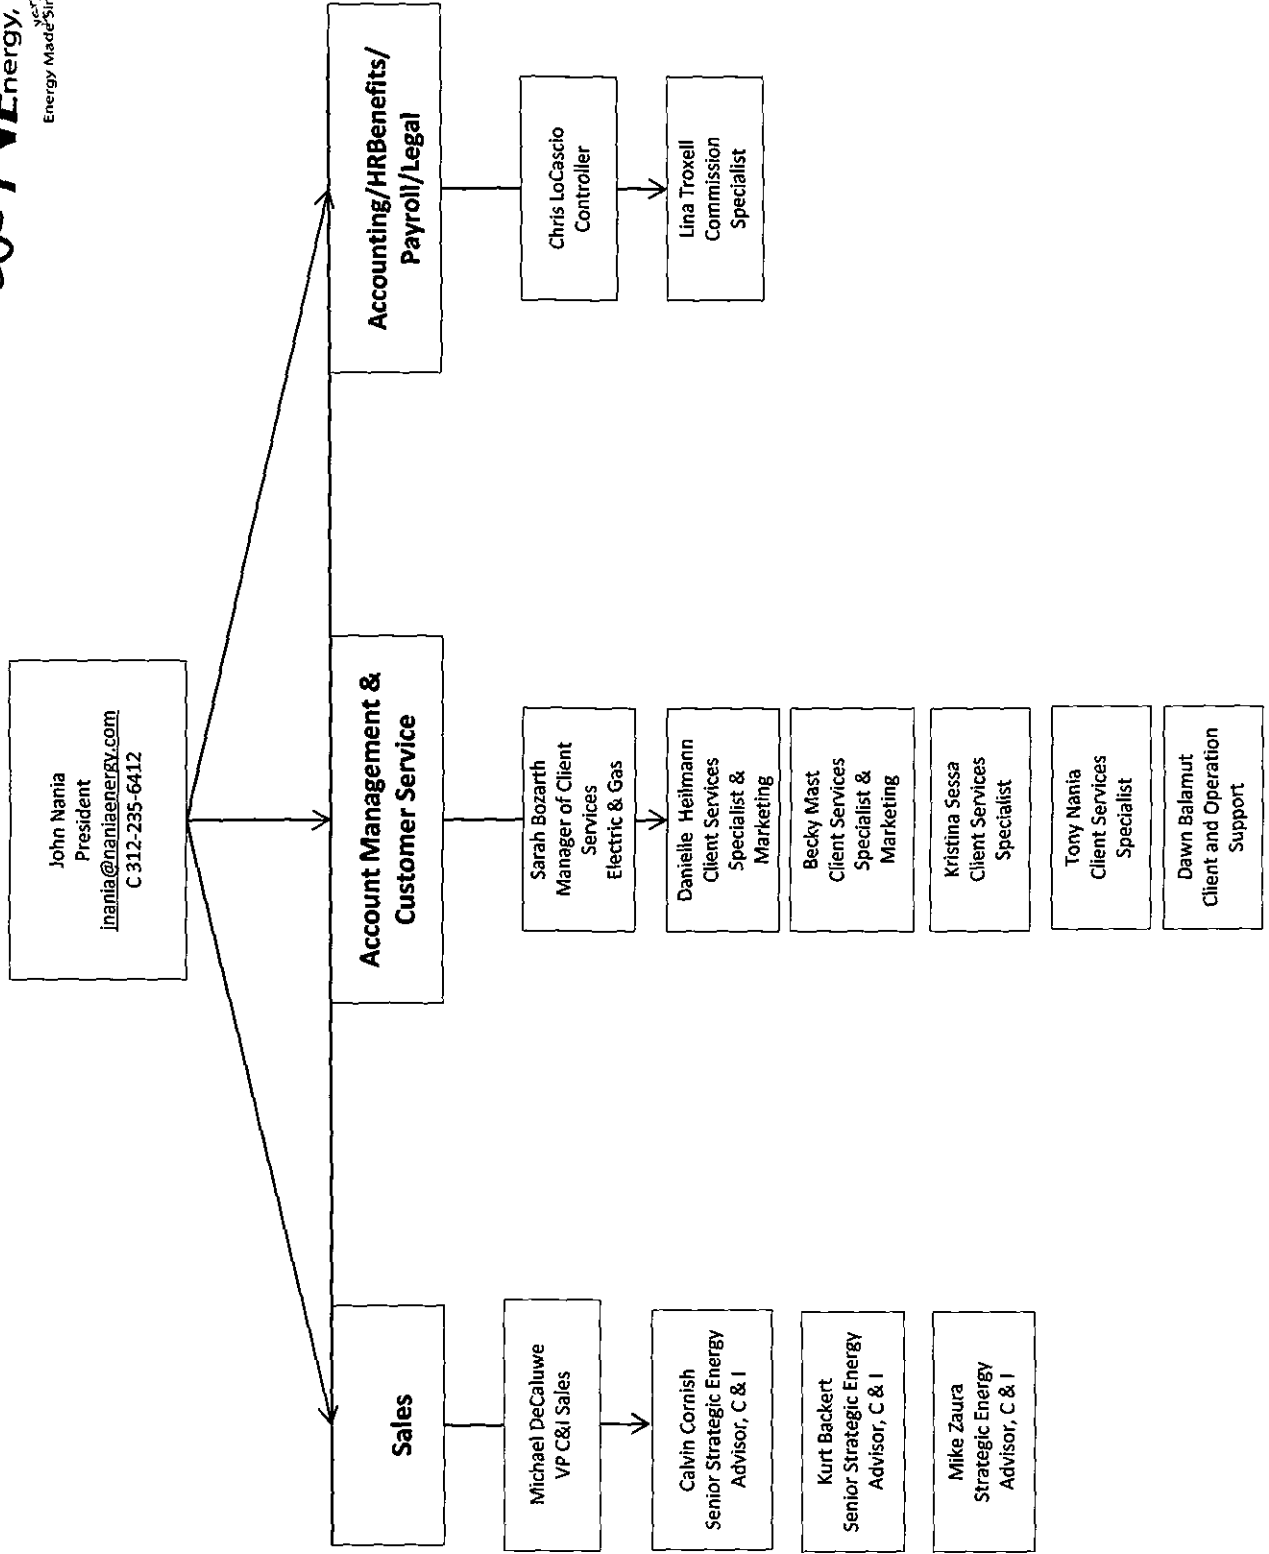 Energy,
Energy Made
John Nania
President
jnania@naniaenergy.com
C 312-235-6412
Sales
Michael DeCaluwe
VP C&I Sales
Calvin Cornish
Senior Strategic Energy
Advisor, C & I
Kurt Backert
Senior Strategic Energy
Advisor, C & I
Mike Zaura
Strategic Energy
Advisor, C & I
Account Management &
Customer Service
Sarah Bozarth
Manager of Client
Services
Electric & Gas
Danielle Heilmann
Client Services
Specialist &
Marketing
Becky Mast
Client Services
Specialist &
Marketing
Kristina Sessa
Client Services
Specialist
Tony Nania
Client Services
Specialist
Dawn Balamut
Client and Operation
Support
Accounting/HRBenefits/
Payroll/Legal
Chris LoCascio
Controller
Lina Troxell
Commission
Specialist